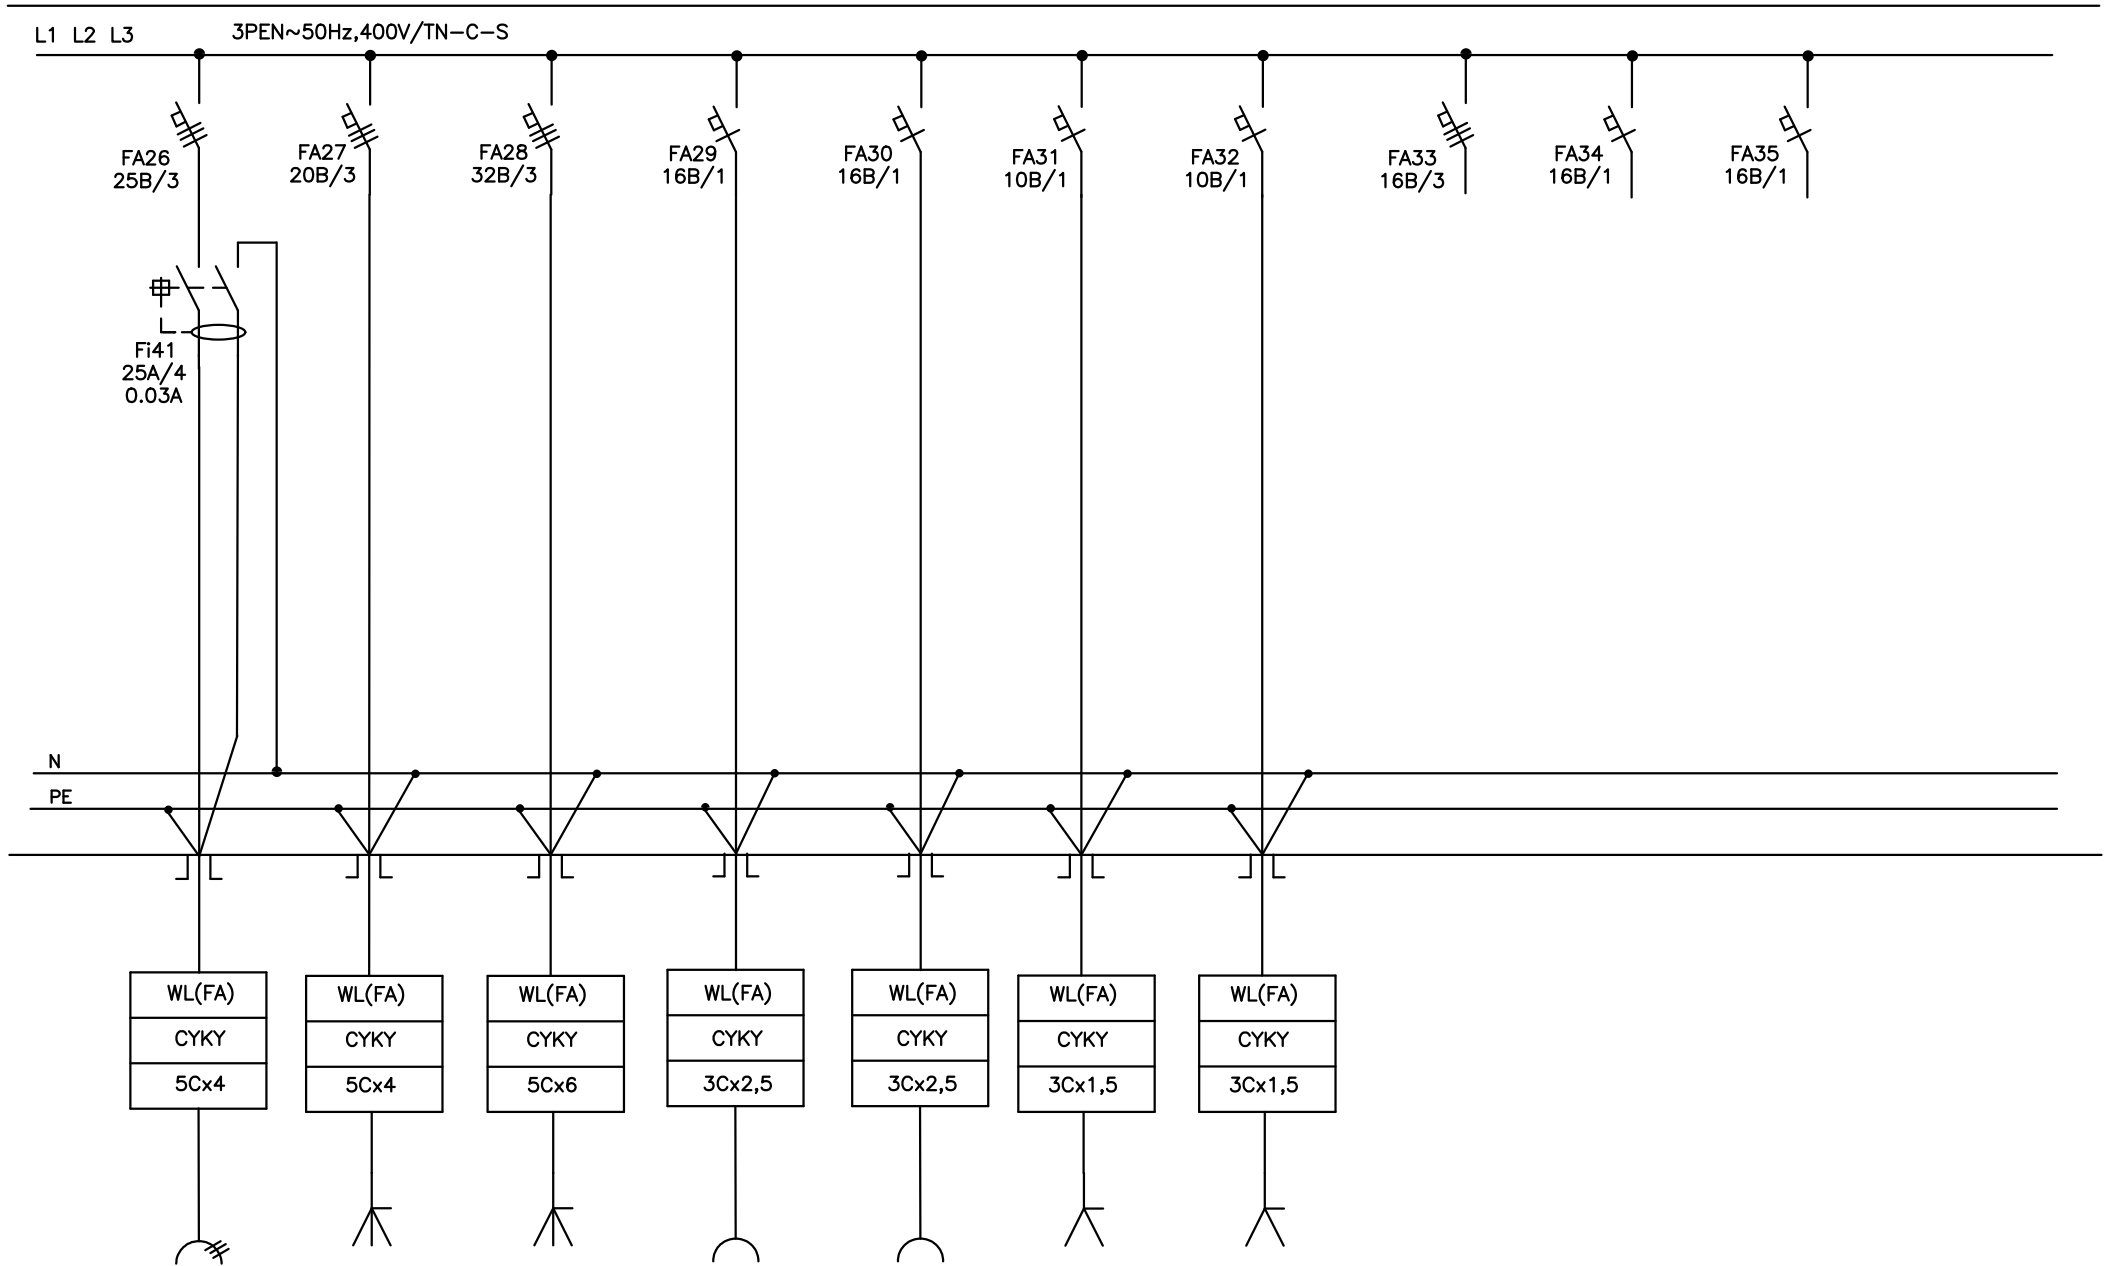 L1 L2 L3
3PEN~50Hz,400V/TN-C-S
FA26
25B/3
FA27
20B/3
FA28
32B/3
FA29
16B/1
FA30
16B/1
FA31
10B/1
FA32
10B/1
FA33
16B/3
FA34
16B/1
FA35
16B/1
Fi41
25A/4
0.03A
N
PE
WL(FA)
CYKY
5Cx4
WL(FA)
CYKY
5Cx4
WL(FA)
CYKY
5Cx6
WL(FA)
CYKY
3Cx2,5
WL(FA)
CYKY
3Cx2,5
WL(FA)
CYKY
3Cx1,5
WL(FA)
CYKY
3Cx1,5